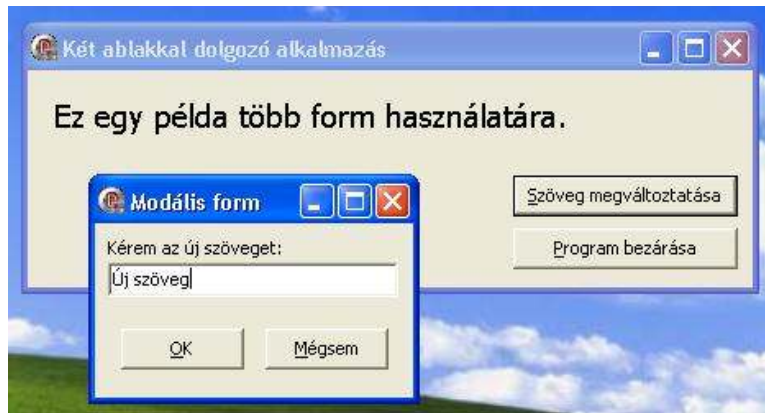 Két ablakkal dolgozó alkalmazás
Ez egy példa több form használatára.
Szöveg megváltoztatása
Program bezárása
Modális form
Kérem az új szöveget:
Új szöveg
OK
Mégsem